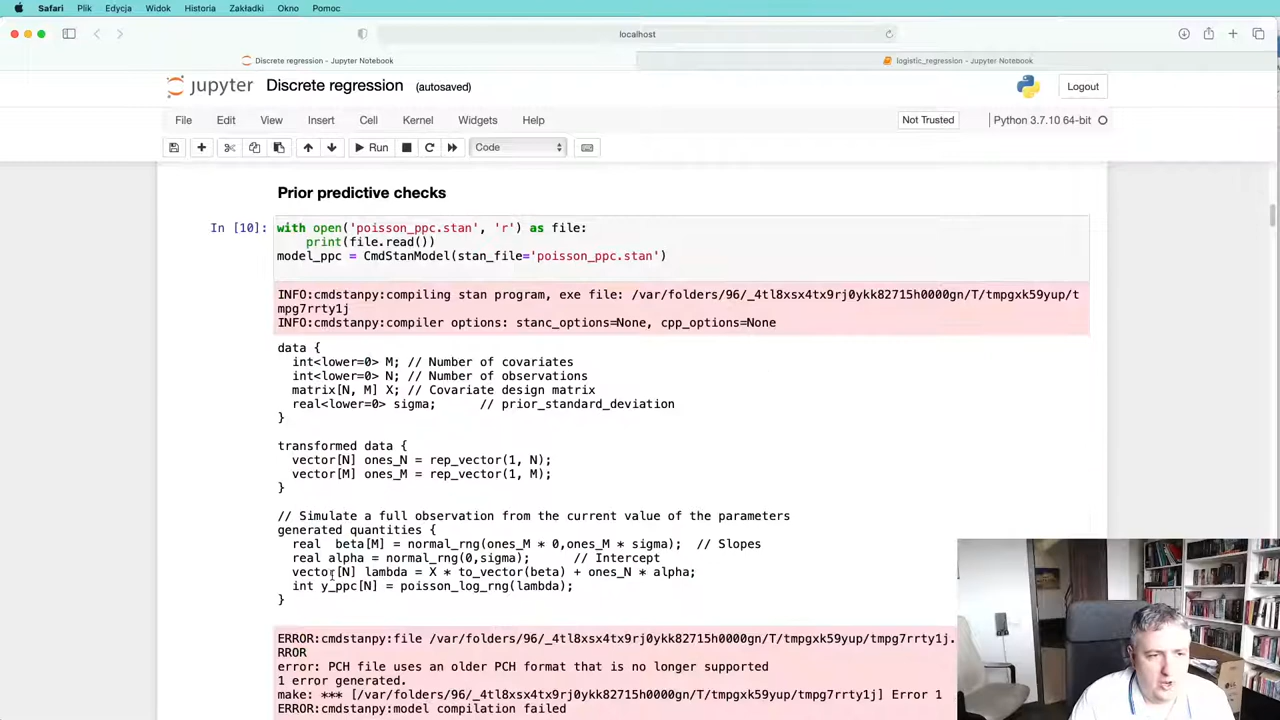 Safari Plik Edycja Widok Historia Zakładki Okno Pomoc
localhost
Discrete regression - Jupyter Notebook
logistic_regression - Jupyter Notebook
jupyter Discrete regression (autosaved)
Logout
File Edit View Insert Cell Kernel Widgets Help
Not Trusted
Python 3.7.10 64-bit
Run
Code
Prior predictive checks
In [10]: with open('poisson_ppc.stan', 'r') as file:
print(file.read())
model_ppc = CmdStanModel(stan_file='poisson_ppc.stan')
INFO:cmdstanpy:compiling stan program, exe file: /var/folders/96/_4tl8xsx4tx9rj0ykk82715h0000gn/T/tmpgxk59yup/t
mpg7rrty1j
INFO:cmdstanpy:compiler options: stanc_options=None, cpp_options=None
data {
int<lower=0> M; // Number of covariates
int<lower=0> N; // Number of observations
matrix[N, M] X; // Covariate design matrix
real<lower=0> sigma; // prior_standard_deviation
}
transformed data {
vector[N] ones_N = rep_vector(1, N);
vector[M] ones_M = rep_vector(1, M);
}
// Simulate a full observation from the current value of the parameters
generated quantities {
real beta[M] = normal_rng(ones_M * 0,ones_M * sigma); // Slopes
real alpha = normal_rng(0,sigma); // Intercept
vector[N] lambda = X * to_vector(beta) + ones_N * alpha;
int y_ppc[N] = poisson_log_rng(lambda);
}
ERROR:cmdstanpy:file /var/folders/96/_4tl8xsx4tx9rj0ykk82715h0000gn/T/tmpgxk59yup/tmpg7rrty1j.
RROR
error: PCH file uses an older PCH format that is no longer supported
1 error generated.
make: *** [/var/folders/96/_4tl8xsx4tx9rj0ykk82715h0000gn/T/tmpgxk59yup/tmpg7rrty1j] Error 1
ERROR:cmdstanpy:model compilation failed